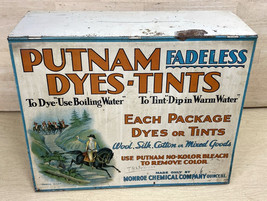 PUTNAM FADELESS
DYES-TINTS
"To Dye-Use Boiling Water" "To Tint-Dip in Warm Water"
EACH PACKAGE
DYES OR TINTS
Wool, Silk, Cotton or Mixed Goods
USE PUTNAM NO-KOLOR BLEACH
TO REMOVE COLOR
MADE ONLY BY
MONROE CHEMICAL COMPANY